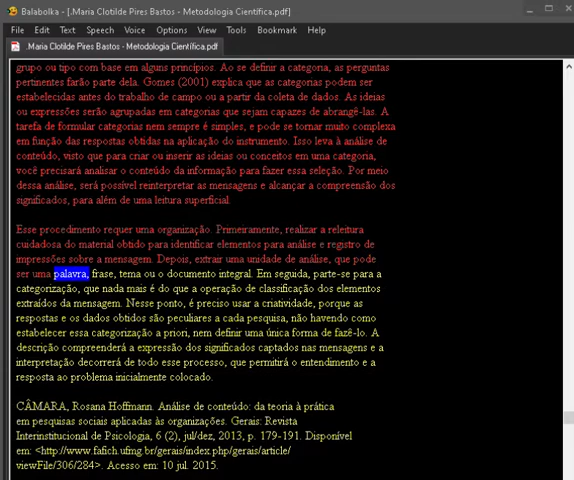 Balabolka - [.Maria Clotilde Pires Bastos - Metodologia Científica.pdf]
File Edit Text Speech Voice Options View Tools Bookmark Help
.Maria Clotilde Pires Bastos - Metodologia Científica.pdf
grupo ou tipo com base em alguns princípios. Ao se definir a categoria, as perguntas
pertinentes farão parte dela. Gomes (2001) explica que as categorias podem ser
estabelecidas antes do trabalho de campo ou a partir da coleta de dados. As ideias
ou expressões serão agrupadas em categorias que sejam capazes de abrangê-las. A
tarefa de formular categorias nem sempre é simples, e pode se tornar muito complexa
em função das respostas obtidas na aplicação do instrumento. Isso leva à análise de
conteúdo, visto que para criar ou inserir as ideias ou conceitos em uma categoria,
você precisará analisar o conteúdo da informação para fazer essa seleção. Por meio
dessa análise, será possível reinterpretar as mensagens e alcançar a compreensão dos
significados, para além de uma leitura superficial.
Esse procedimento requer uma organização. Primeiramente, realizar a releitura
cuidadosa do material obtido para identificar elementos para análise e registro de
impressões sobre a mensagem. Depois, extrair uma unidade de análise, que pode
ser uma palavra, frase, tema ou o documento integral. Em seguida, parte-se para a
categorização, que nada mais é do que a operação de classificação dos elementos
extraídos da mensagem. Nesse ponto, é preciso usar a criatividade, porque as
respostas e os dados obtidos são peculiares a cada pesquisa, não havendo como
estabelecer essa categorização a priori, nem definir uma única forma de fazê-lo. A
descrição compreenderá a expressão dos significados captados nas mensagens e a
interpretação decorrerá de todo esse processo, que permitirá o entendimento e a
resposta ao problema inicialmente colocado.
CÂMARA, Rosana Hoffmann. Análise de conteúdo: da teoria à prática
em pesquisas sociais aplicadas às organizações. Gerais: Revista
Interinstitucional de Psicologia, 6 (2), jul/dez, 2013, p. 179-191. Disponível
em: <http://www.fafich.ufmg.br/gerais/index.php/gerais/article/
viewFile/306/284>. Acesso em: 10 jul. 2015.